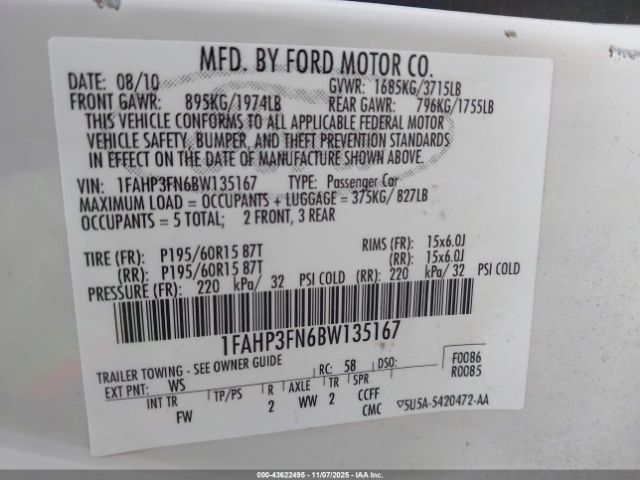 MFD. BY FORD MOTOR CO.
DATE: 08/10 GVWR: 1685KG/3715LB
FRONT GAWR: 895KG/1974LB REAR GAWR: 796KG/1755LB
THIS VEHICLE CONFORMS TO ALL APPLICABLE FEDERAL MOTOR
VEHICLE SAFETY, BUMPER, AND THEFT PREVENTION STANDARDS
IN EFFECT ON THE DATE OF MANUFACTURE SHOWN ABOVE.
VIN: 1FAHP3FN6BW135167 TYPE: Passenger Car
MAXIMUM LOAD = OCCUPANTS + LUGGAGE = 375KG/ 827LB
OCCUPANTS = 5 TOTAL; 2 FRONT, 3 REAR
TIRE (FR): P195/60R15 87T RIMS (FR): 15x6.0J
(RR): P195/60R15 87T (RR): 15x6.0J
PRESSURE (FR): 220 kPa/ 32 PSI COLD (RR): 220 kPa/ 32 PSI COLD
1FAHP3FN6BW135167
TRAILER TOWING - SEE OWNER GUIDE F0086
EXT PNT: WS RC: 58 DSO: R0085
INT TR TP/PS R AXLE TR SPR
FW 2 WW 2 CCFF
CMC ▽5U5A-5420472-AA
000-43622495 - 11/07/2025 - IAAI.CA